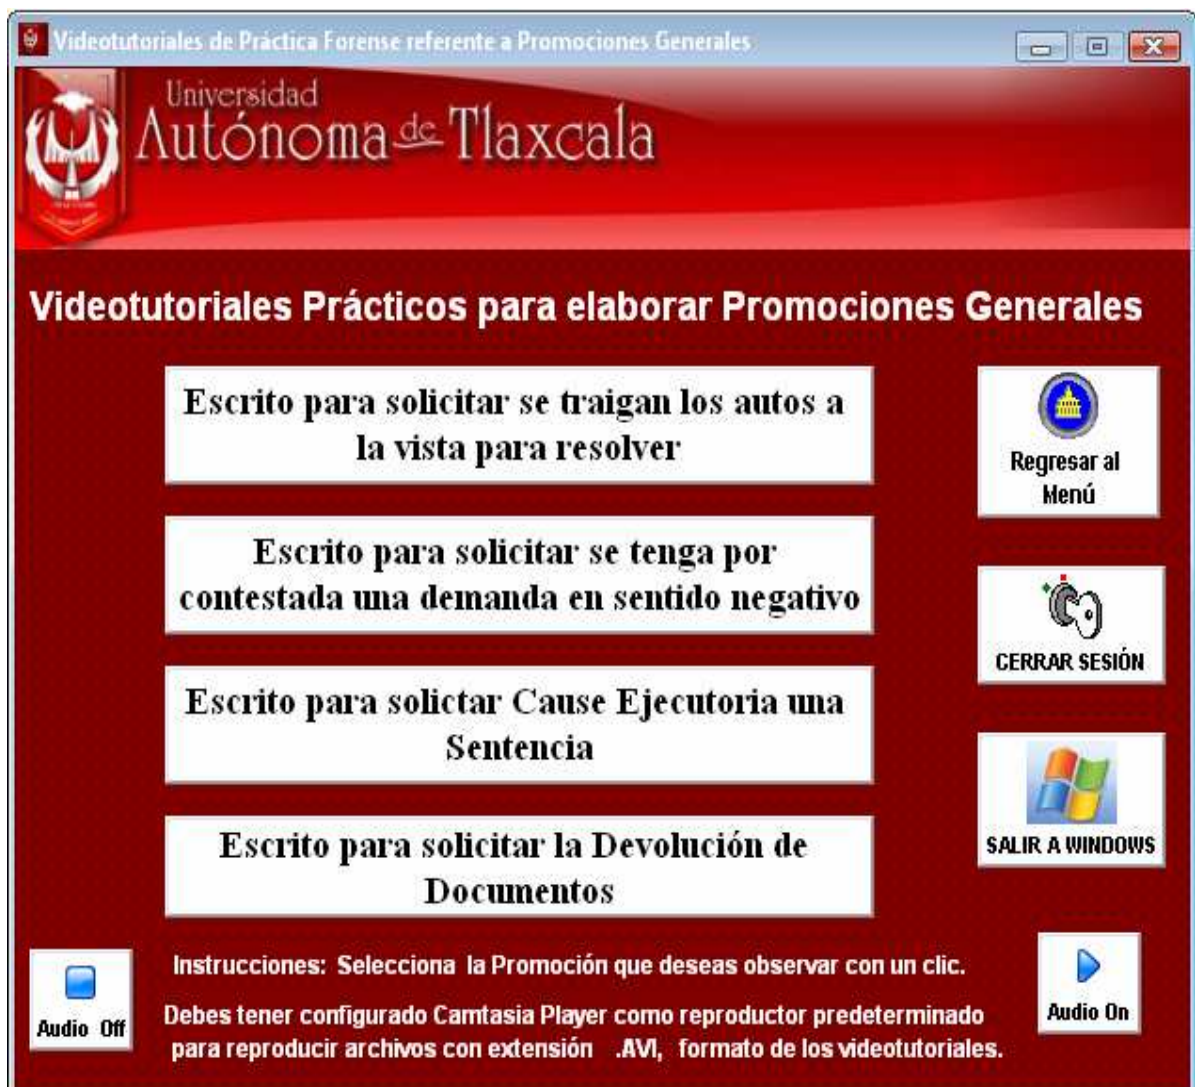 Videotutoriales de Práctica Forense referente a Promociones Generales
Universidad
Autónoma de Tlaxcala
Videotutoriales Prácticos para elaborar Promociones Generales
Escrito para solicitar se traigan los autos a
la vista para resolver
Regresar al
Menú
Escrito para solicitar se tenga por
contestada una demanda en sentido negativo
CERRAR SESIÓN
Escrito para solictar Cause Ejecutoria una
Sentencia
SALIR A WINDOWS
Escrito para solicitar la Devolución de
Documentos
Instrucciones: Selecciona la Promoción que deseas observar con un clic.
Audio Off
Debes tener configurado Camtasia Player como reproductor predeterminado
para reproducir archivos con extensión .AVI, formato de los videotutoriales.
Audio On